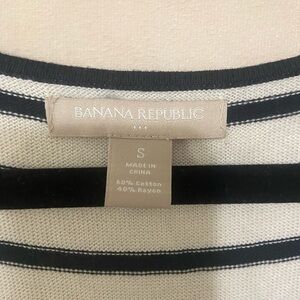 BANANA REPUBLIC
S
MADE IN
CHINA
60% Cotton
40% Rayon